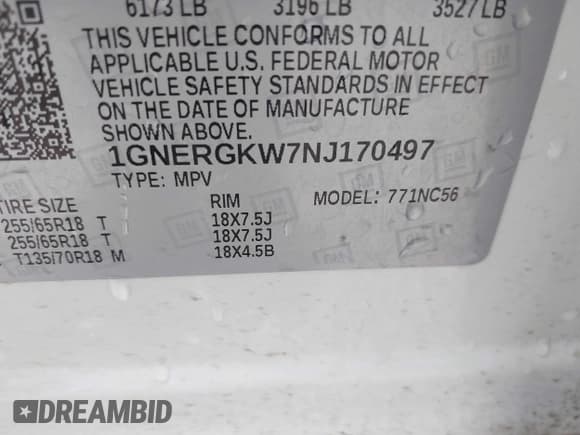 6173 LB 3196 LB 3527 LB
THIS VEHICLE CONFORMS TO ALL
APPLICABLE U.S. FEDERAL MOTOR
VEHICLE SAFETY STANDARDS IN EFFECT
ON THE DATE OF MANUFACTURE
SHOWN ABOVE.
1GNERGKW7NJ170497
TYPE: MPV MODEL: 771NC56
TIRE SIZE RIM
255/65R18 T 18X7.5J
255/65R18 T 18X7.5J
T135/70R18 M 18X4.5B
DREAMBID